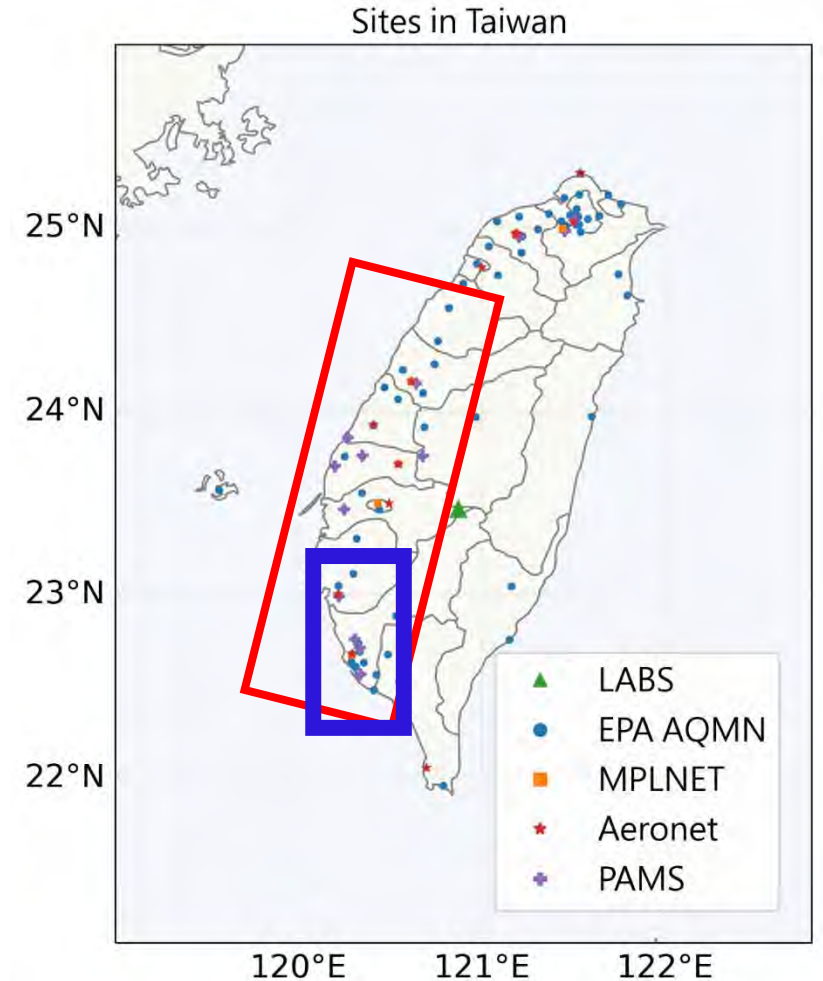 Sites in Taiwan
25°N
24°N
23°N
22°N
LABS
EPA AQMN
MPLNET
Aeronet
PAMS
120°E 121°E 122°E